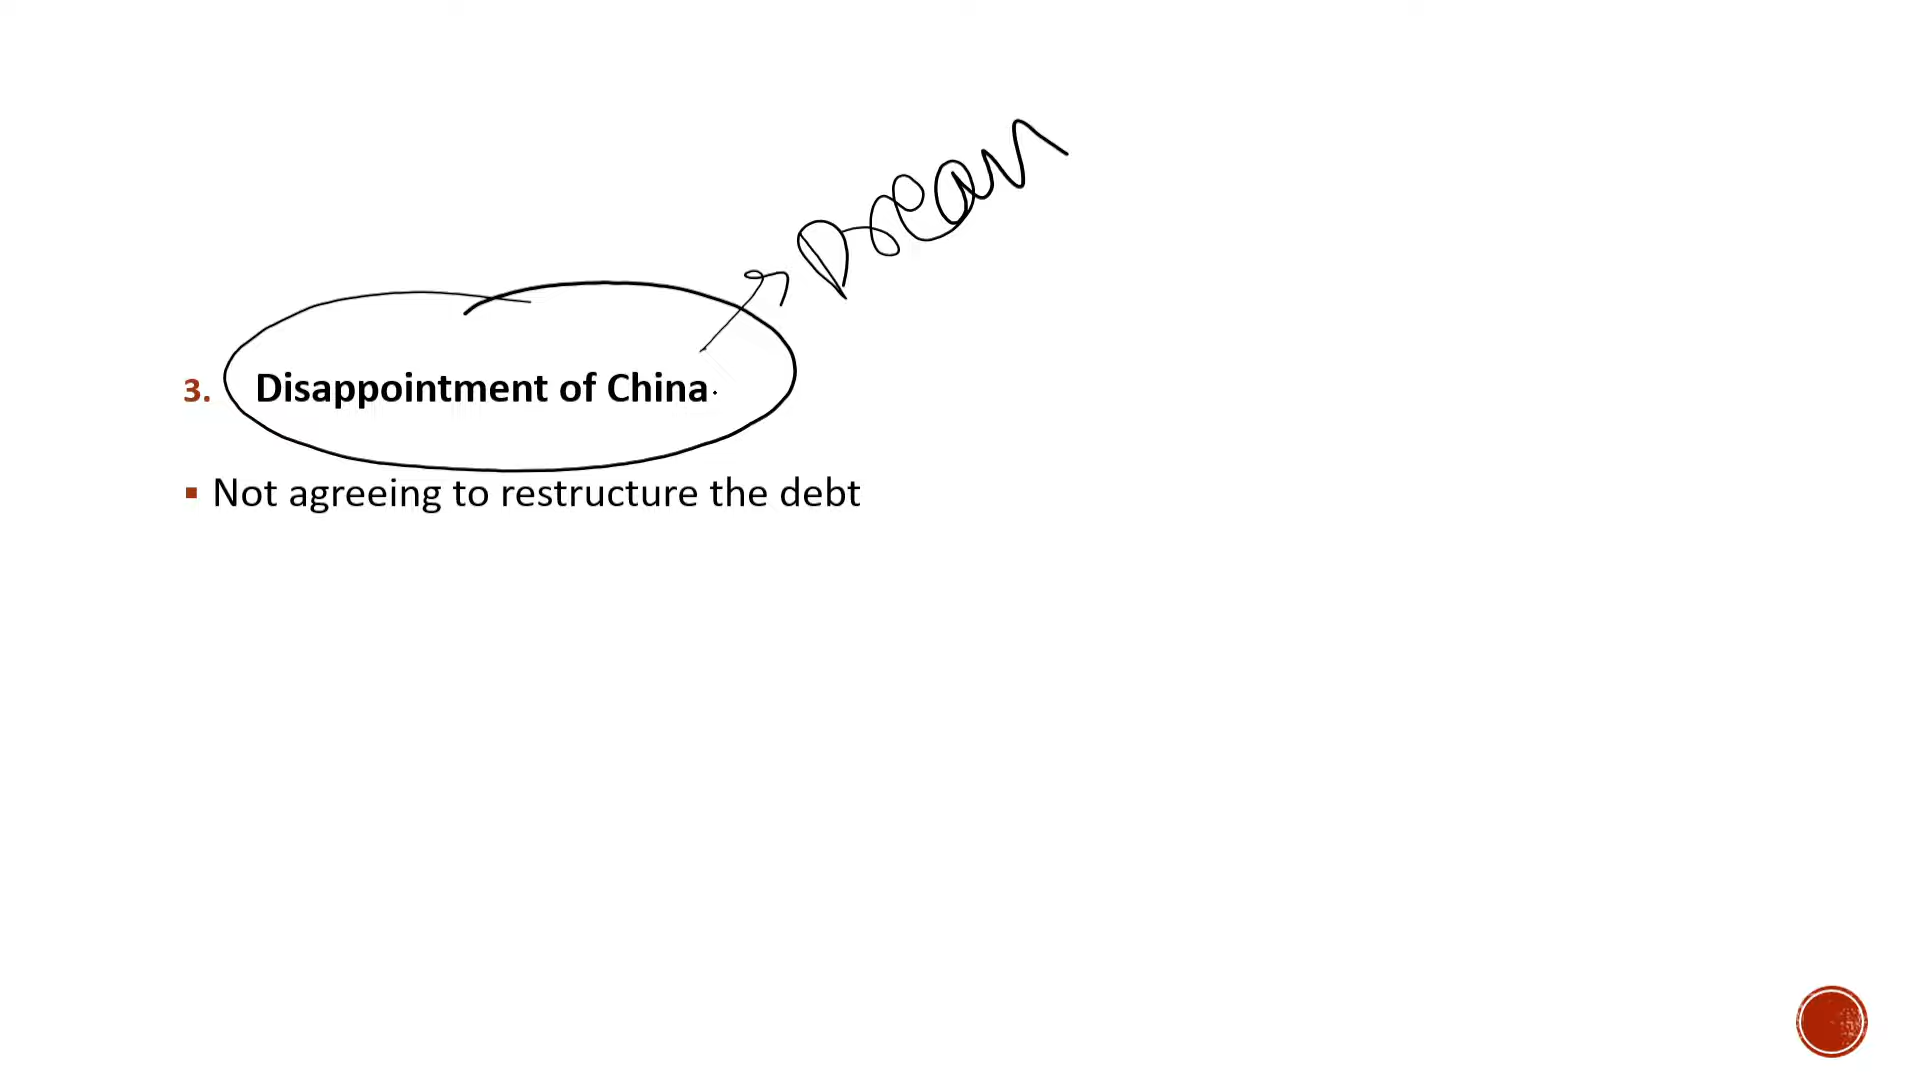 Dream
3. Disappointment of China
▪ Not agreeing to restructure the debt